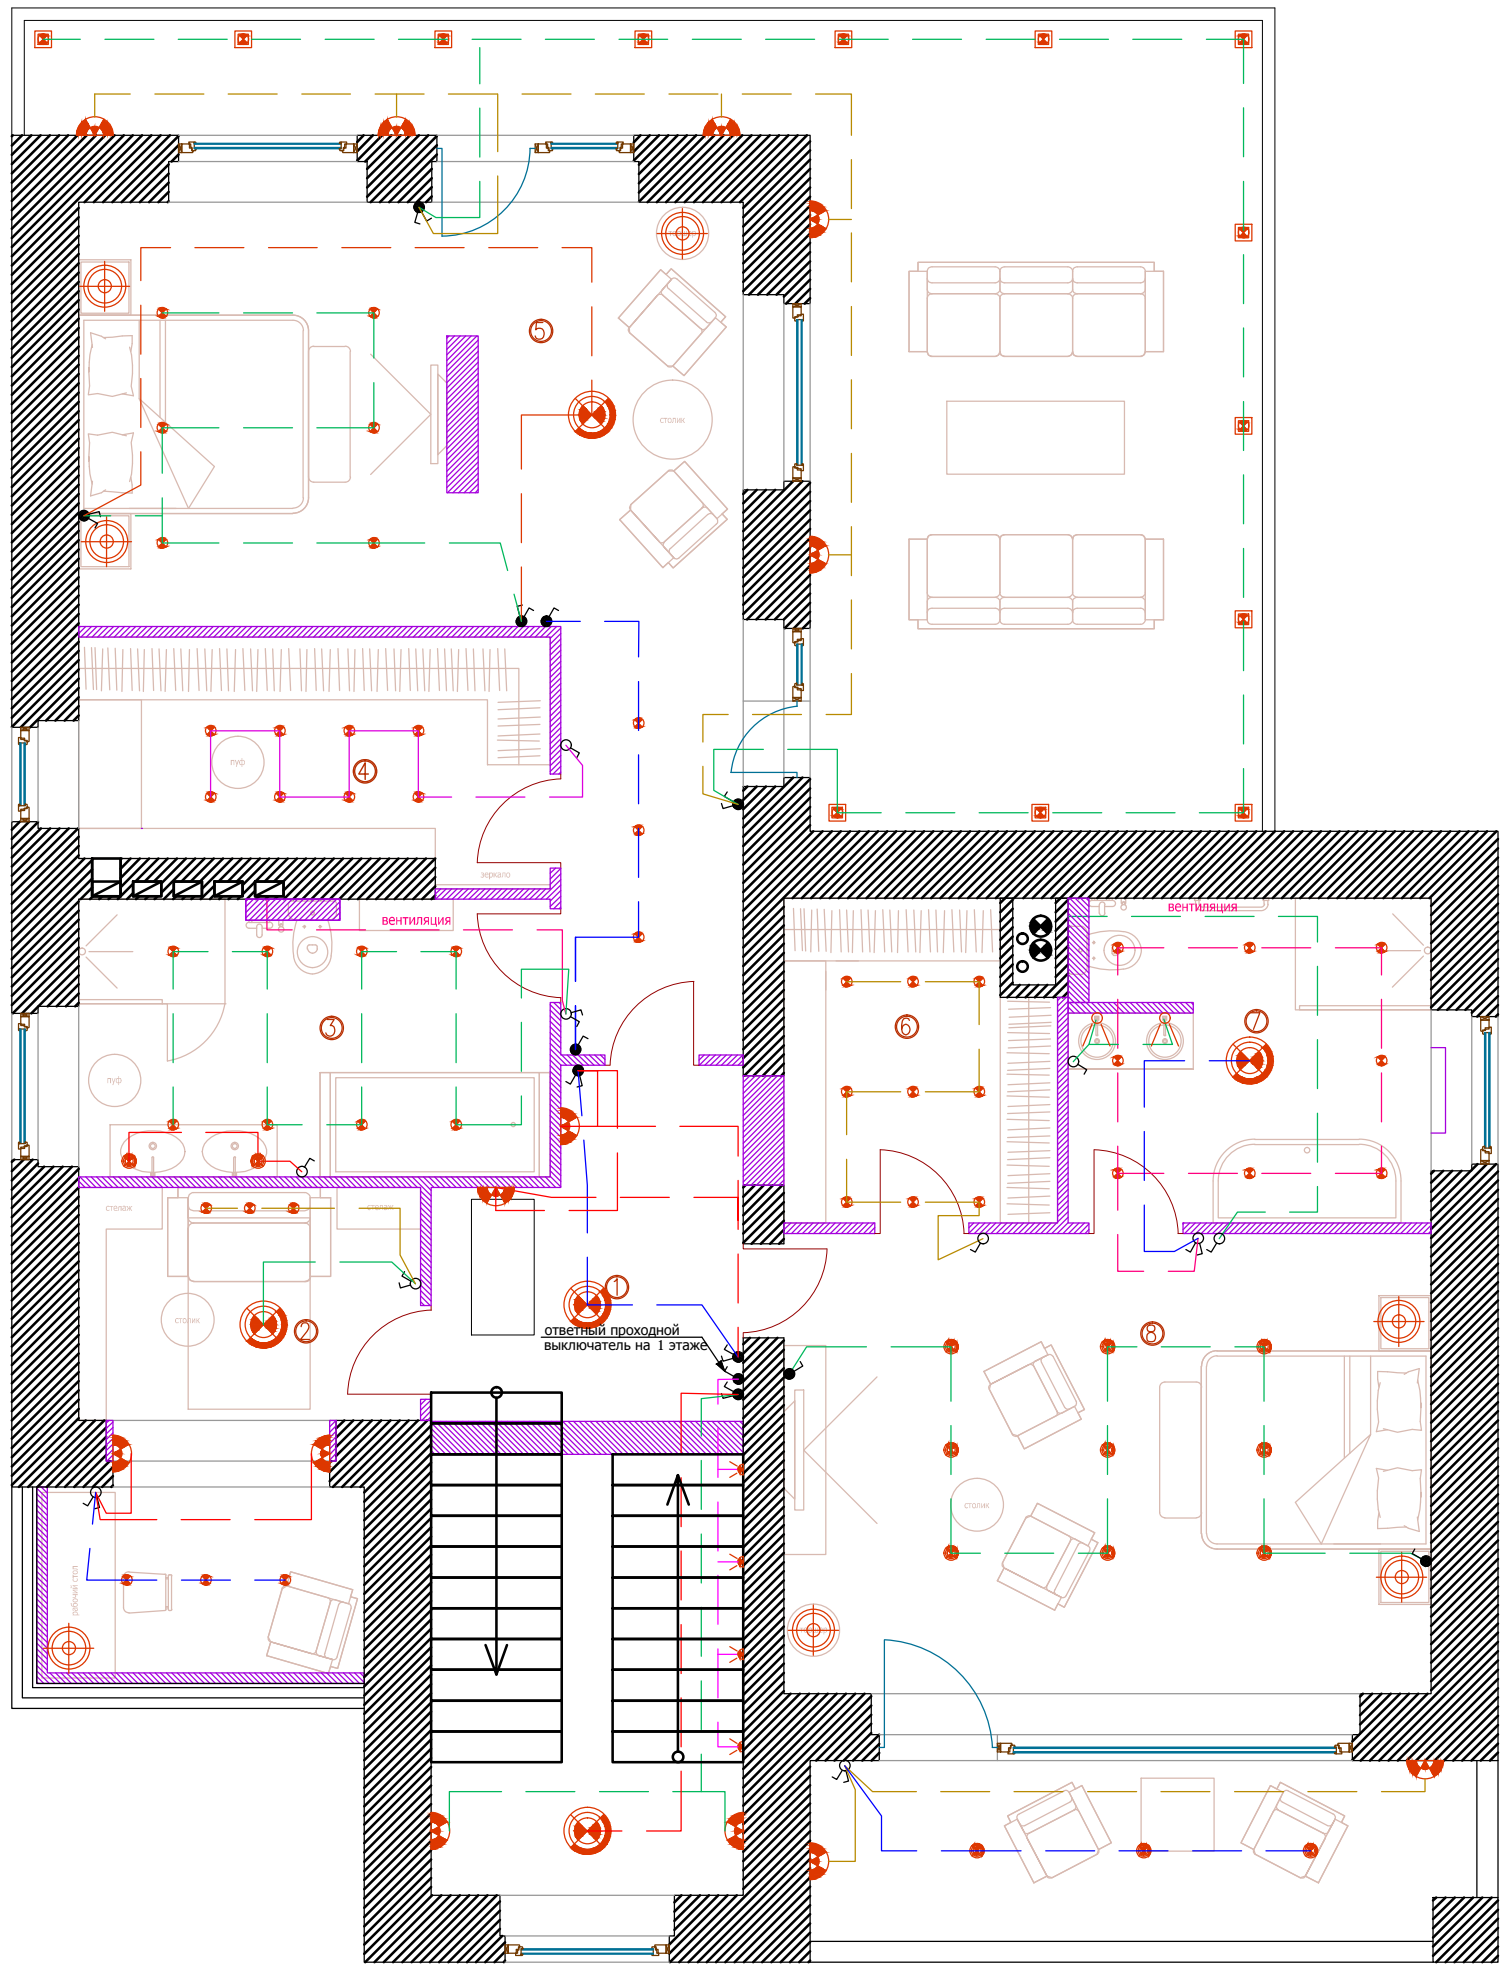 5
столик
пуф
4
зеркало
вентиляция
вентиляция
3
6
7
пуф
стелаж
стелаж
1
столик
2
ответный проходной
выключатель на 1 этаже
8
столик
рабочий стол